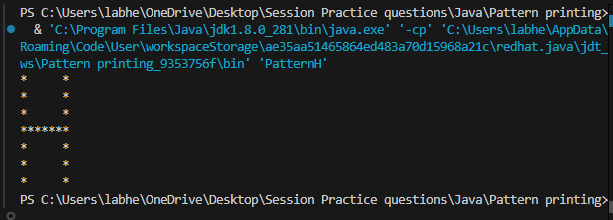 PS C:\Users\labhe\OneDrive\Desktop\Session Practice questions\Java\Pattern printing>
& 'C:\Program Files\Java\jdk1.8.0_281\bin\java.exe' '-cp' 'C:\Users\labhe\AppData\
Roaming\Code\User\workspaceStorage\ae35aa51465864ed483a70d15968a21c\redhat.java\jdt_
ws\Pattern printing_9353756f\bin' 'PatternH'
*     *
*     *
*     *
*******
*     *
*     *
*     *
PS C:\Users\labhe\OneDrive\Desktop\Session Practice questions\Java\Pattern printing>